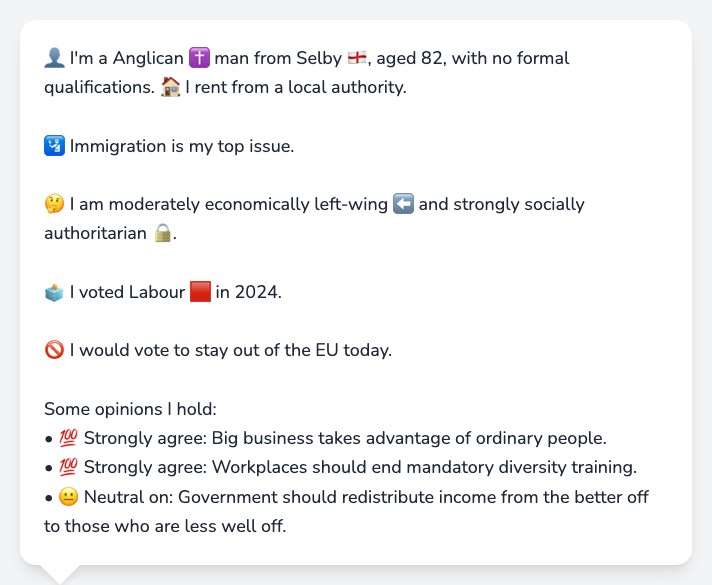 👤 I'm a Anglican ✝️ man from Selby 🏴󠁧󠁢󠁥󠁮󠁧󠁿, aged 82, with no formal
qualifications. 🏠 I rent from a local authority.
🛂 Immigration is my top issue.
🤔 I am moderately economically left-wing ⬅️ and strongly socially
authoritarian 🔒.
🗳️ I voted Labour 🟥 in 2024.
🚫 I would vote to stay out of the EU today.
Some opinions I hold:
• 💯 Strongly agree: Big business takes advantage of ordinary people.
• 💯 Strongly agree: Workplaces should end mandatory diversity training.
• 😐 Neutral on: Government should redistribute income from the better off
to those who are less well off.